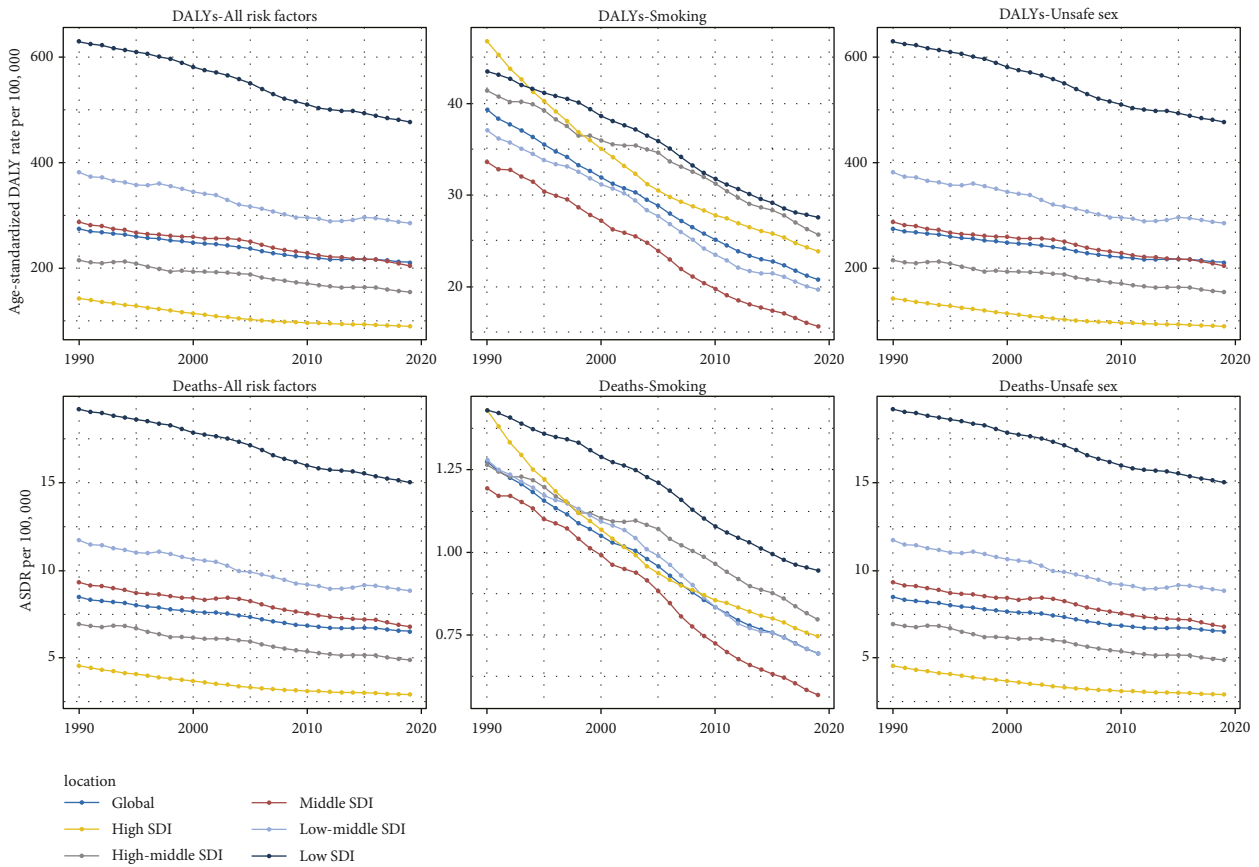 DALYs-All risk factors
DALYs-Smoking
DALYs-Unsafe sex
Age-standardized DALY rate per 100, 000
600
400
200
40
30
20
600
400
200
1990 2000 2010 2020
1990 2000 2010 2020
1990 2000 2010 2020
Deaths-All risk factors
Deaths-Smoking
Deaths-Unsafe sex
ASDR per 100, 000
15
10
5
1.25
1.00
0.75
15
10
5
1990 2000 2010 2020
1990 2000 2010 2020
1990 2000 2010 2020
location
Global
Middle SDI
High SDI
Low-middle SDI
High-middle SDI
Low SDI